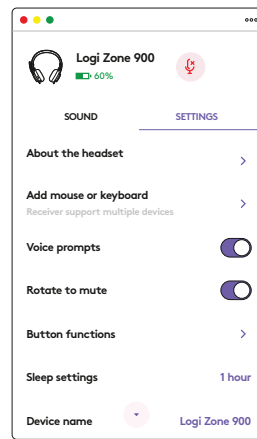 Logi Zone 900
60%
SOUND SETTINGS
About the headset
Add mouse or keyboard
Receiver support multiple devices
Voice prompts
Rotate to mute
Button functions
Sleep settings 1 hour
Device name Logi Zone 900